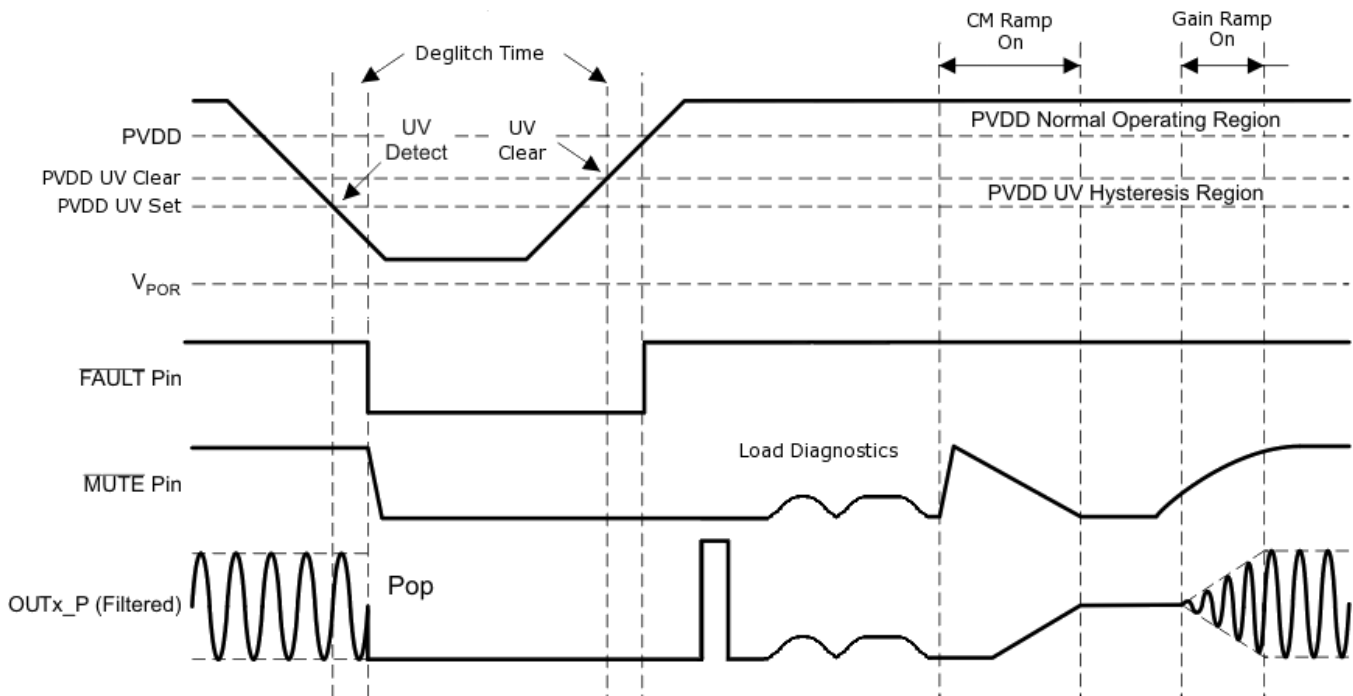 CM Ramp
On
Gain Ramp
On
Deglitch Time
PVDD
UV
Detect
UV
Clear
PVDD Normal Operating Region
PVDD UV Clear
PVDD UV Set
PVDD UV Hysteresis Region
VPOR
FAULT Pin
MUTE Pin
Load Diagnostics
Pop
OUTx_P (Filtered)